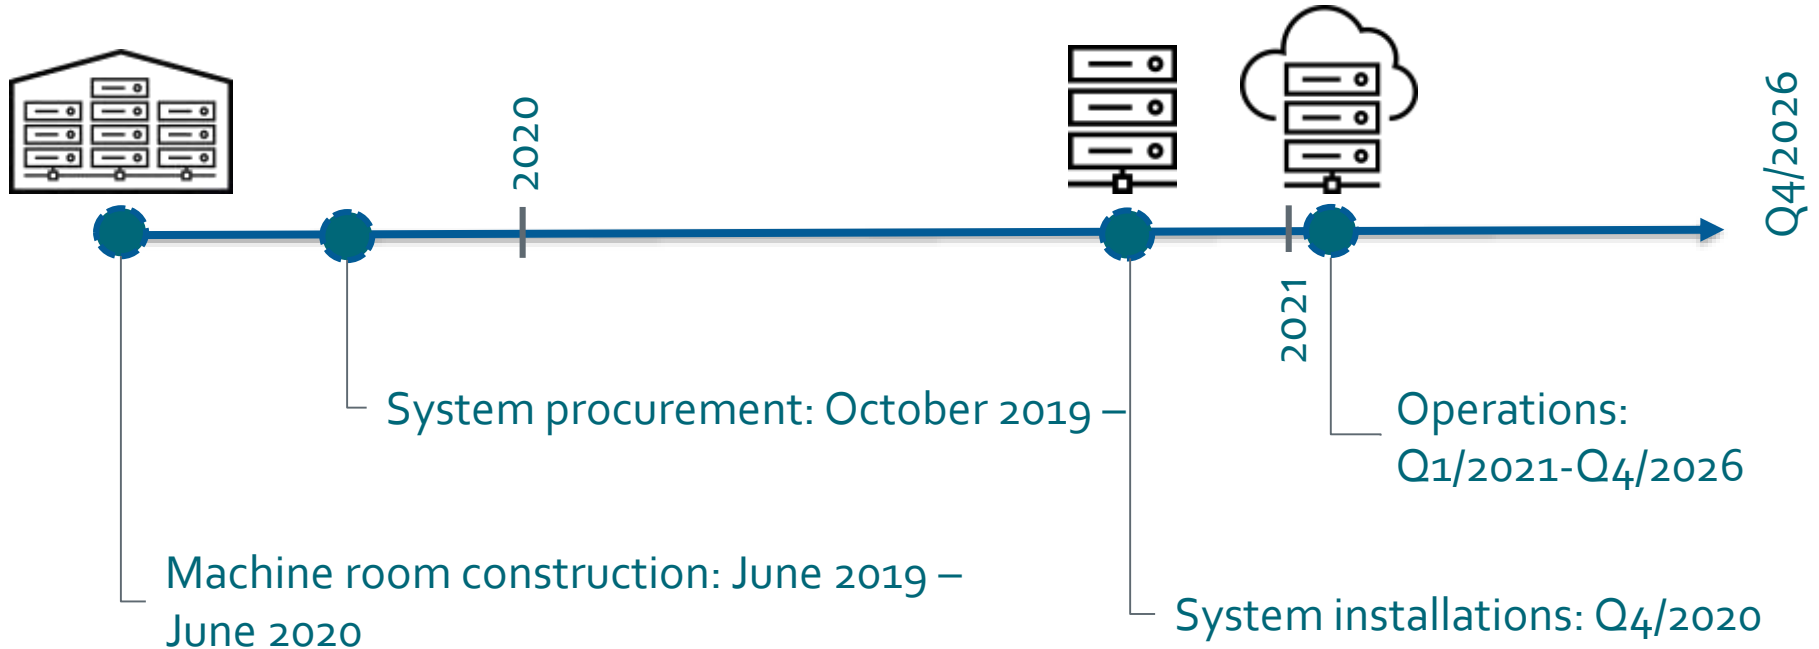 2020
Q4/2026
2021
System procurement: October 2019 –
Operations:
Q1/2021-Q4/2026
Machine room construction: June 2019 –
June 2020
System installations: Q4/2020